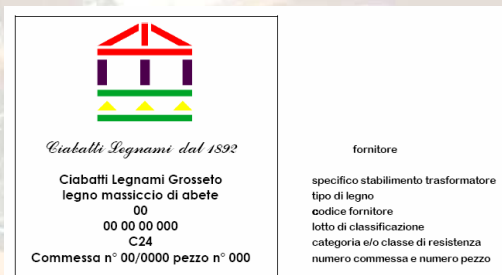 Ciabatti Legnami dal 1892
fornitore
Ciabatti Legnami Grosseto
specifico stabilimento trasformatore
legno massiccio di abete
tipo di legno
00
codice fornitore
00 00 00 000
lotto di classificazione
C24
categoria e/o classe di resistenza
Commessa n° 00/0000 pezzo n° 000
numero commessa e numero pezzo